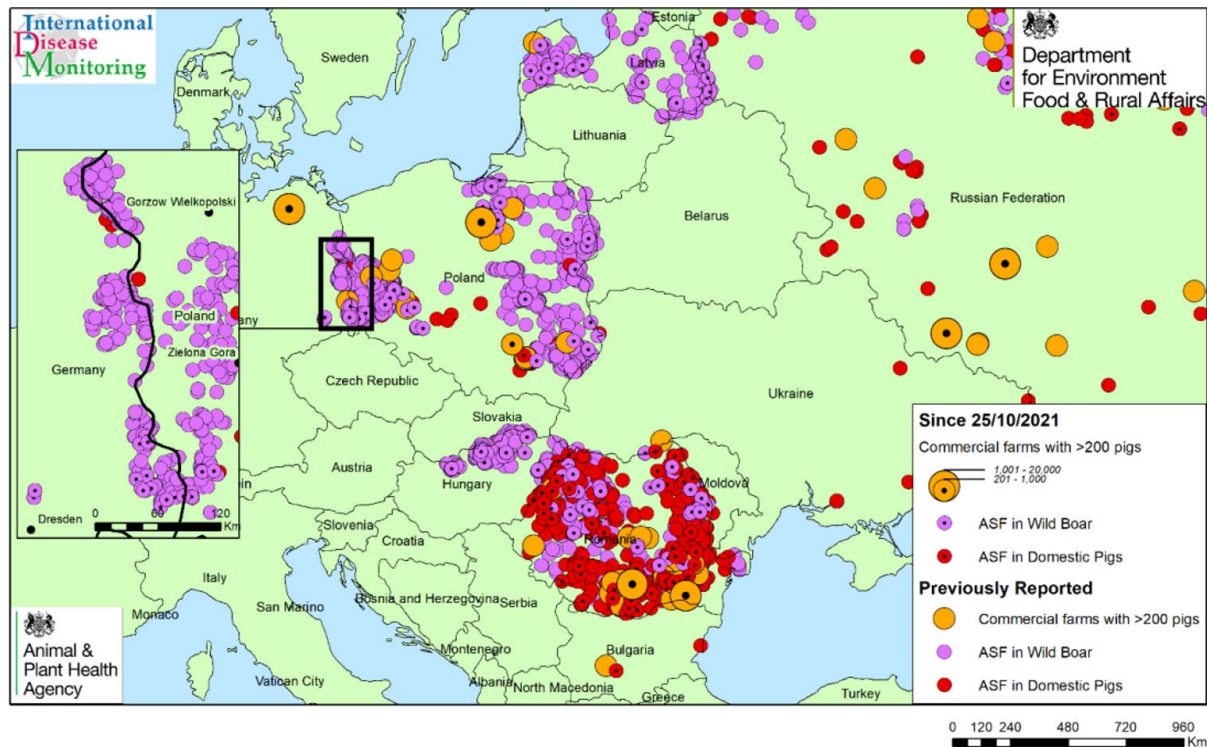 International
Disease
Monitoring
Department
for Environment
Food & Rural Affairs
Estonia
Sweden
Latvia
Denmark
Lithuania
Gorzow Wielkopolski
Russian Federation
Belarus
Poland
Poland
any
Zielona Gora
Germany
Czech Republic
Ukraine
Slovakia
Austria
Hungary
Moldova
ein
Dresden
0 60 120
Km
Slovenia
Croatia
Romania
Italy
San Marino
Bosnia and Herzegovina
Serbia
Monaco
Montenegro
Bulgaria
Vatican City
Albania
North Macedonia
Greece
Turkey
Animal &
Plant Health
Agency
Since 25/10/2021
Commercial farms with >200 pigs
1,001 - 20,000
201 - 1,000
ASF in Wild Boar
ASF in Domestic Pigs
Previously Reported
Commercial farms with >200 pigs
ASF in Wild Boar
ASF in Domestic Pigs
0 120 240 480 720 960
Km